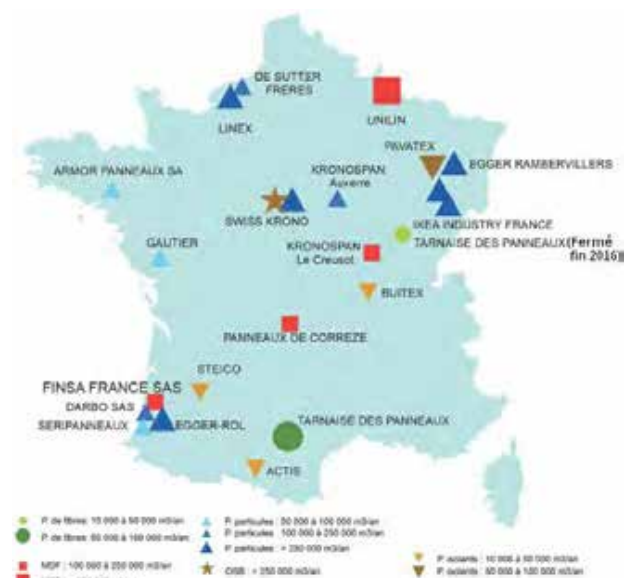 DE SUTTER
FRERES
LINEX
UNILIN
PAVATEX
EGGER RAMBERVILLERS
ARMOR PANNEAUX SA
KRONOSPAN
Auxerre
SWISS KRONO
IKEA INDUSTRY FRANCE
TARNAISE DES PANNEAUX (Fermé
fin 2016)
GAUTIER
KRONOSPAN
Le Creusot
BUITEX
PANNEAUX DE CORREZE
STEICO
FINSA FRANCE SAS
DARBO SAS
SERIPANNEAUX
EGGER-ROL
TARNAISE DES PANNEAUX
ACTIS
P. de fibres: 10 000 à 50 000 m3/an
P. particules : 50 000 à 100 000 m3/an
P. particules : 100 000 à 250 000 m3/an
P. de fibres: 50 000 à 100 000 m3/an
P. particules : > 250 000 m3/an
MDF : 100 000 à 250 000 m3/an
OSB : > 250 000 m3/an
P. isolants : 10 000 à 50 000 m3/an
P. isolants : 50 000 à 100 000 m3/an